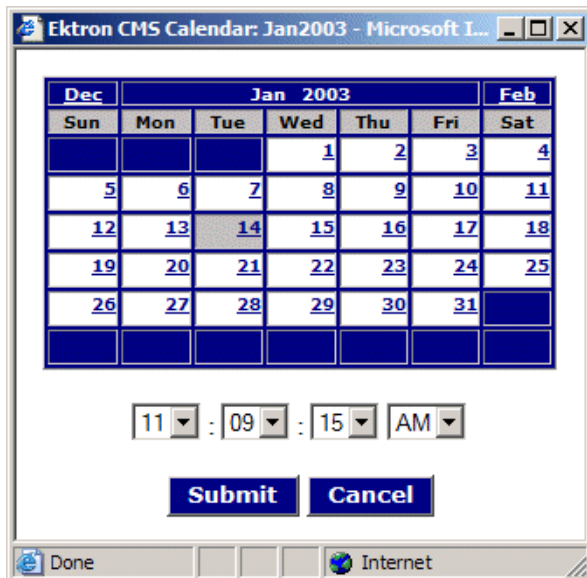 Ektron CMS Calendar: Jan2003 - Microsoft I...
Dec Jan 2003 Feb
Sun Mon Tue Wed Thu Fri Sat
1 2 3 4
5 6 7 8 9 10 11
12 13 14 15 16 17 18
19 20 21 22 23 24 25
26 27 28 29 30 31
11 : 09 : 15 AM
Submit Cancel
Done Internet